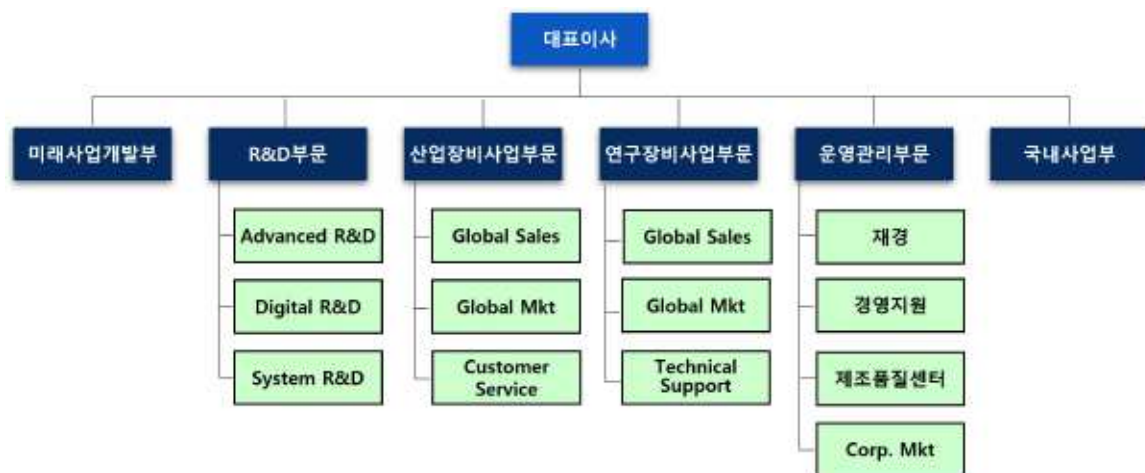 대표이사
미래사업개발부
R&D부문
산업장비사업부문
연구장비사업부문
운영관리부문
국내사업부
Advanced R&D
Digital R&D
System R&D
Global Sales
Global Mkt
Customer
Service
Global Sales
Global Mkt
Technical
Support
재경
경영지원
제조품질센터
Corp. Mkt